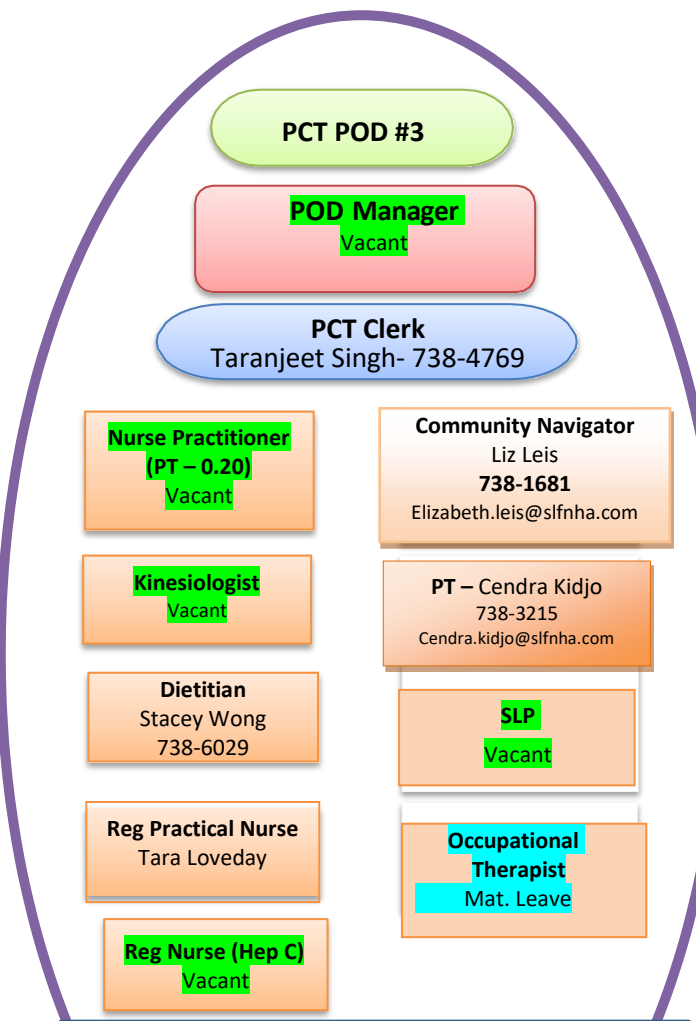 PCT POD #3
POD Manager
Vacant
PCT Clerk
Taranjeet Singh- 738-4769
Nurse Practitioner
(PT – 0.20)
Vacant
Kinesiologist
Vacant
Dietitian
Stacey Wong
738-6029
Reg Practical Nurse
Tara Loveday
Reg Nurse (Hep C)
Vacant
Community Navigator
Liz Leis
738-1681
Elizabeth.leis@slfnha.com
PT – Cendra Kidjo
738-3215
Cendra.kidjo@slfnha.com
SLP
Vacant
Occupational
Therapist
Mat. Leave